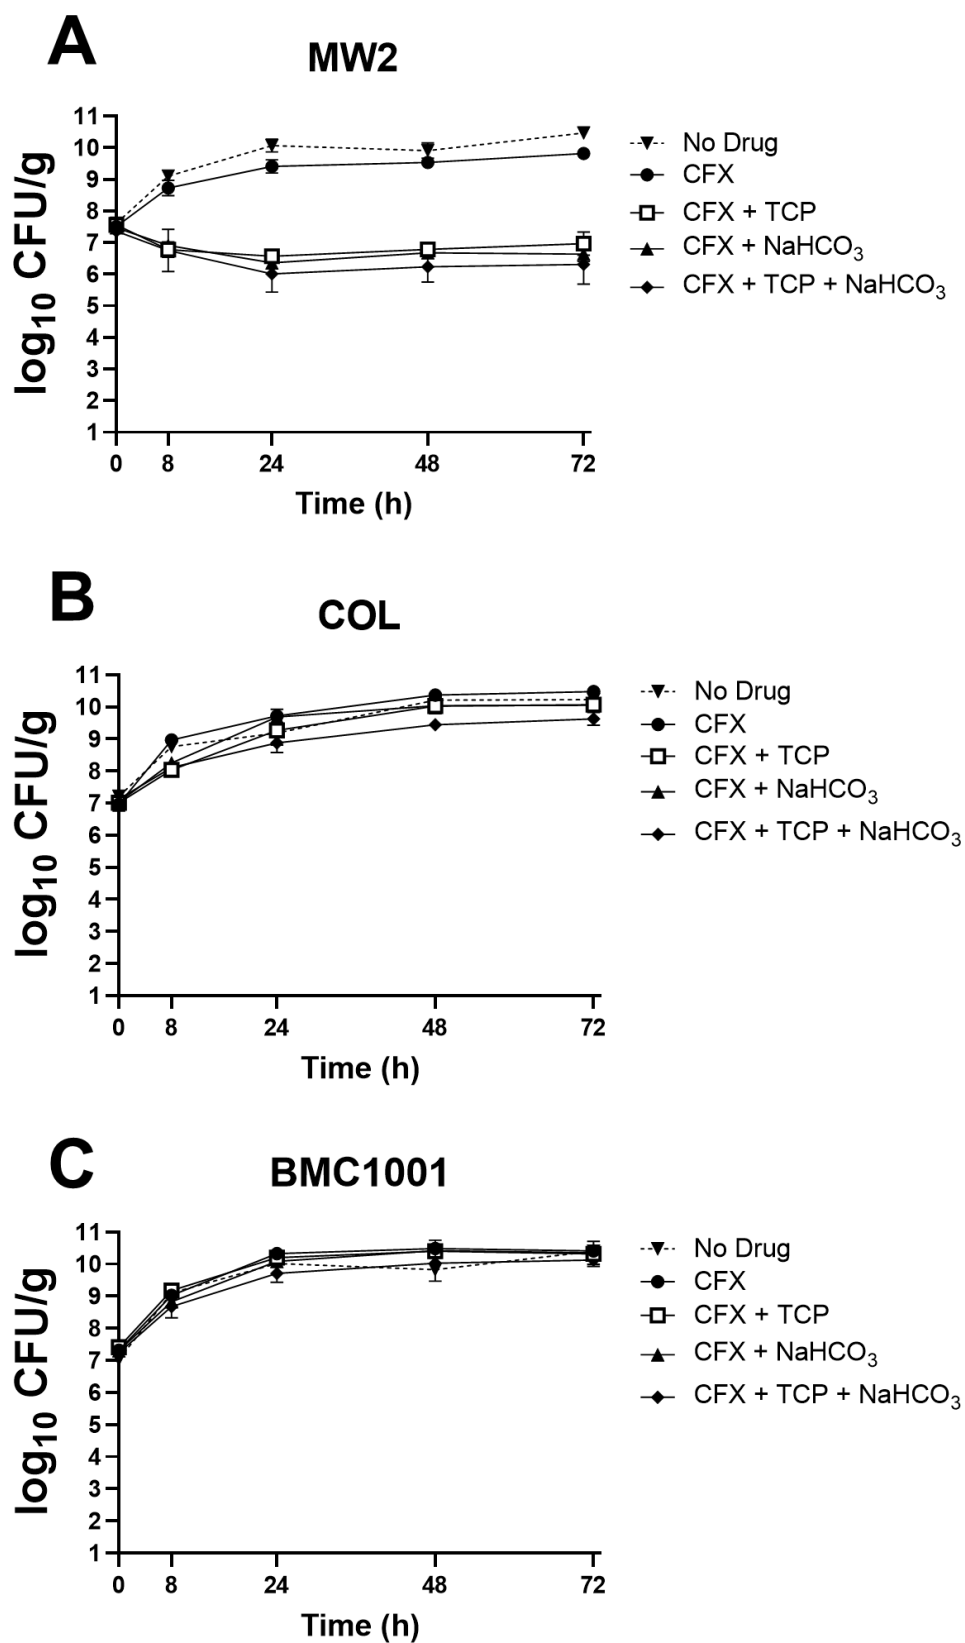 A
MW2
log10 CFU/g
11
10
9
8
7
6
5
4
3
2
1
0 8 24 48 72
Time (h)
No Drug
CFX
CFX + TCP
CFX + NaHCO3
CFX + TCP + NaHCO3
B
COL
log10 CFU/g
11
10
9
8
7
6
5
4
3
2
1
0 8 24 48 72
Time (h)
No Drug
CFX
CFX + TCP
CFX + NaHCO3
CFX + TCP + NaHCO3
C
BMC1001
log10 CFU/g
11
10
9
8
7
6
5
4
3
2
1
0 8 24 48 72
Time (h)
No Drug
CFX
CFX + TCP
CFX + NaHCO3
CFX + TCP + NaHCO3